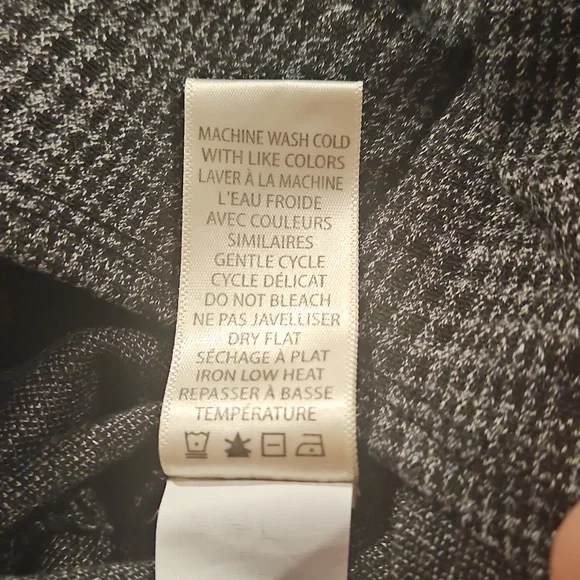 MACHINE WASH COLD
WITH LIKE COLORS
LAVER À LA MACHINE
L'EAU FROIDE
AVEC COULEURS
SIMILAIRES
GENTLE CYCLE
CYCLE DÉLICAT
DO NOT BLEACH
NE PAS JAVELLISER
DRY FLAT
SÉCHAGE À PLAT
IRON LOW HEAT
REPASSER À BASSE
TEMPÉRATURE